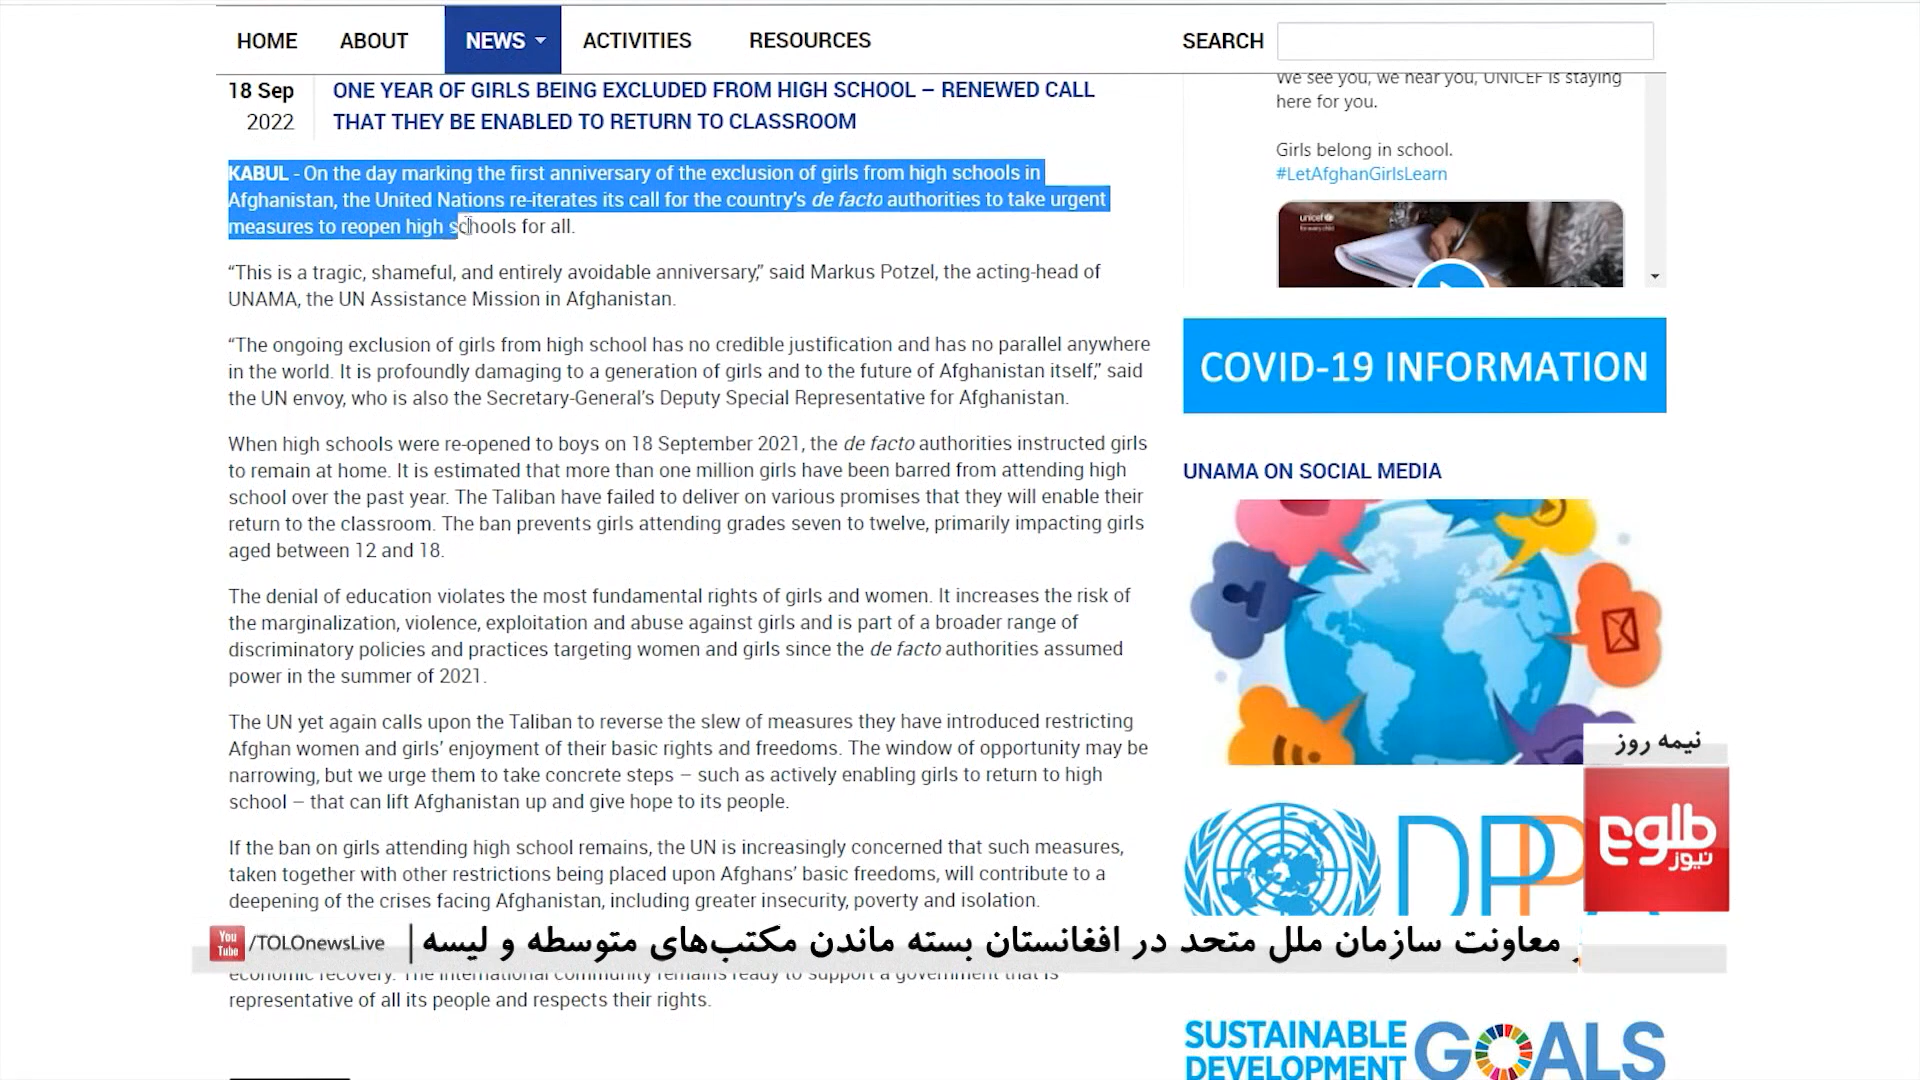 HOME ABOUT NEWS ACTIVITIES RESOURCES SEARCH
18 Sep
2022
ONE YEAR OF GIRLS BEING EXCLUDED FROM HIGH SCHOOL – RENEWED CALL
THAT THEY BE ENABLED TO RETURN TO CLASSROOM
KABUL - On the day marking the first anniversary of the exclusion of girls from high schools in
Afghanistan, the United Nations re-iterates its call for the country's de facto authorities to take urgent
measures to reopen high schools for all.
“This is a tragic, shameful, and entirely avoidable anniversary,” said Markus Potzel, the acting-head of
UNAMA, the UN Assistance Mission in Afghanistan.
“The ongoing exclusion of girls from high school has no credible justification and has no parallel anywhere
in the world. It is profoundly damaging to a generation of girls and to the future of Afghanistan itself,” said
the UN envoy, who is also the Secretary-General’s Deputy Special Representative for Afghanistan.
When high schools were re-opened to boys on 18 September 2021, the de facto authorities instructed girls
to remain at home. It is estimated that more than one million girls have been barred from attending high
school over the past year. The Taliban have failed to deliver on various promises that they will enable their
return to the classroom. The ban prevents girls attending grades seven to twelve, primarily impacting girls
aged between 12 and 18.
The denial of education violates the most fundamental rights of girls and women. It increases the risk of
the marginalization, violence, exploitation and abuse against girls and is part of a broader range of
discriminatory policies and practices targeting women and girls since the de facto authorities assumed
power in the summer of 2021.
The UN yet again calls upon the Taliban to reverse the slew of measures they have introduced restricting
Afghan women and girls’ enjoyment of their basic rights and freedoms. The window of opportunity may be
narrowing, but we urge them to take concrete steps – such as actively enabling girls to return to high
school – that can lift Afghanistan up and give hope to its people.
If the ban on girls attending high school remains, the UN is increasingly concerned that such measures,
taken together with other restrictions being placed upon Afghans’ basic freedoms, will contribute to a
deepening of the crises facing Afghanistan, including greater insecurity, poverty and isolation.
economic recovery. The international community remains ready to support a government that is
representative of all its people and respects their rights.
We see you, we hear you, UNICEF is staying
here for you.
Girls belong in school.
#LetAfghanGirlsLearn
unicef
for every child
COVID-19 INFORMATION
UNAMA ON SOCIAL MEDIA
DPP
SUSTAINABLE
DEVELOPMENT
GOALS
نیمه روز
طلوع
نیوز
You
Tube
/TOLOnewsLive
معاونت سازمان ملل متحد در افغانستان بسته ماندن مکتب‌های متوسطه و لیسه